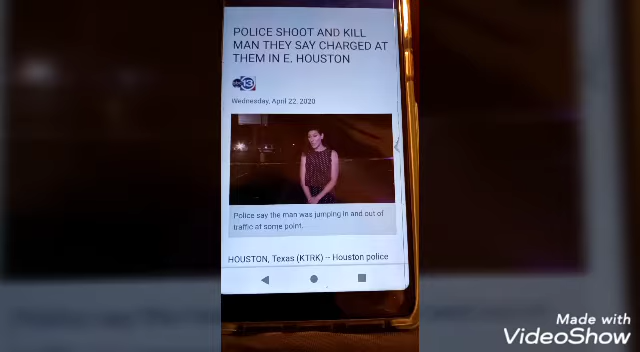 POLICE SHOOT AND KILL
MAN THEY SAY CHARGED AT
THEM IN E. HOUSTON
abc 13
Wednesday, April 22, 2020
Police say the man was jumping in and out of
traffic at some point.
HOUSTON, Texas (KTRK) -- Houston police
Made with
VideoShow